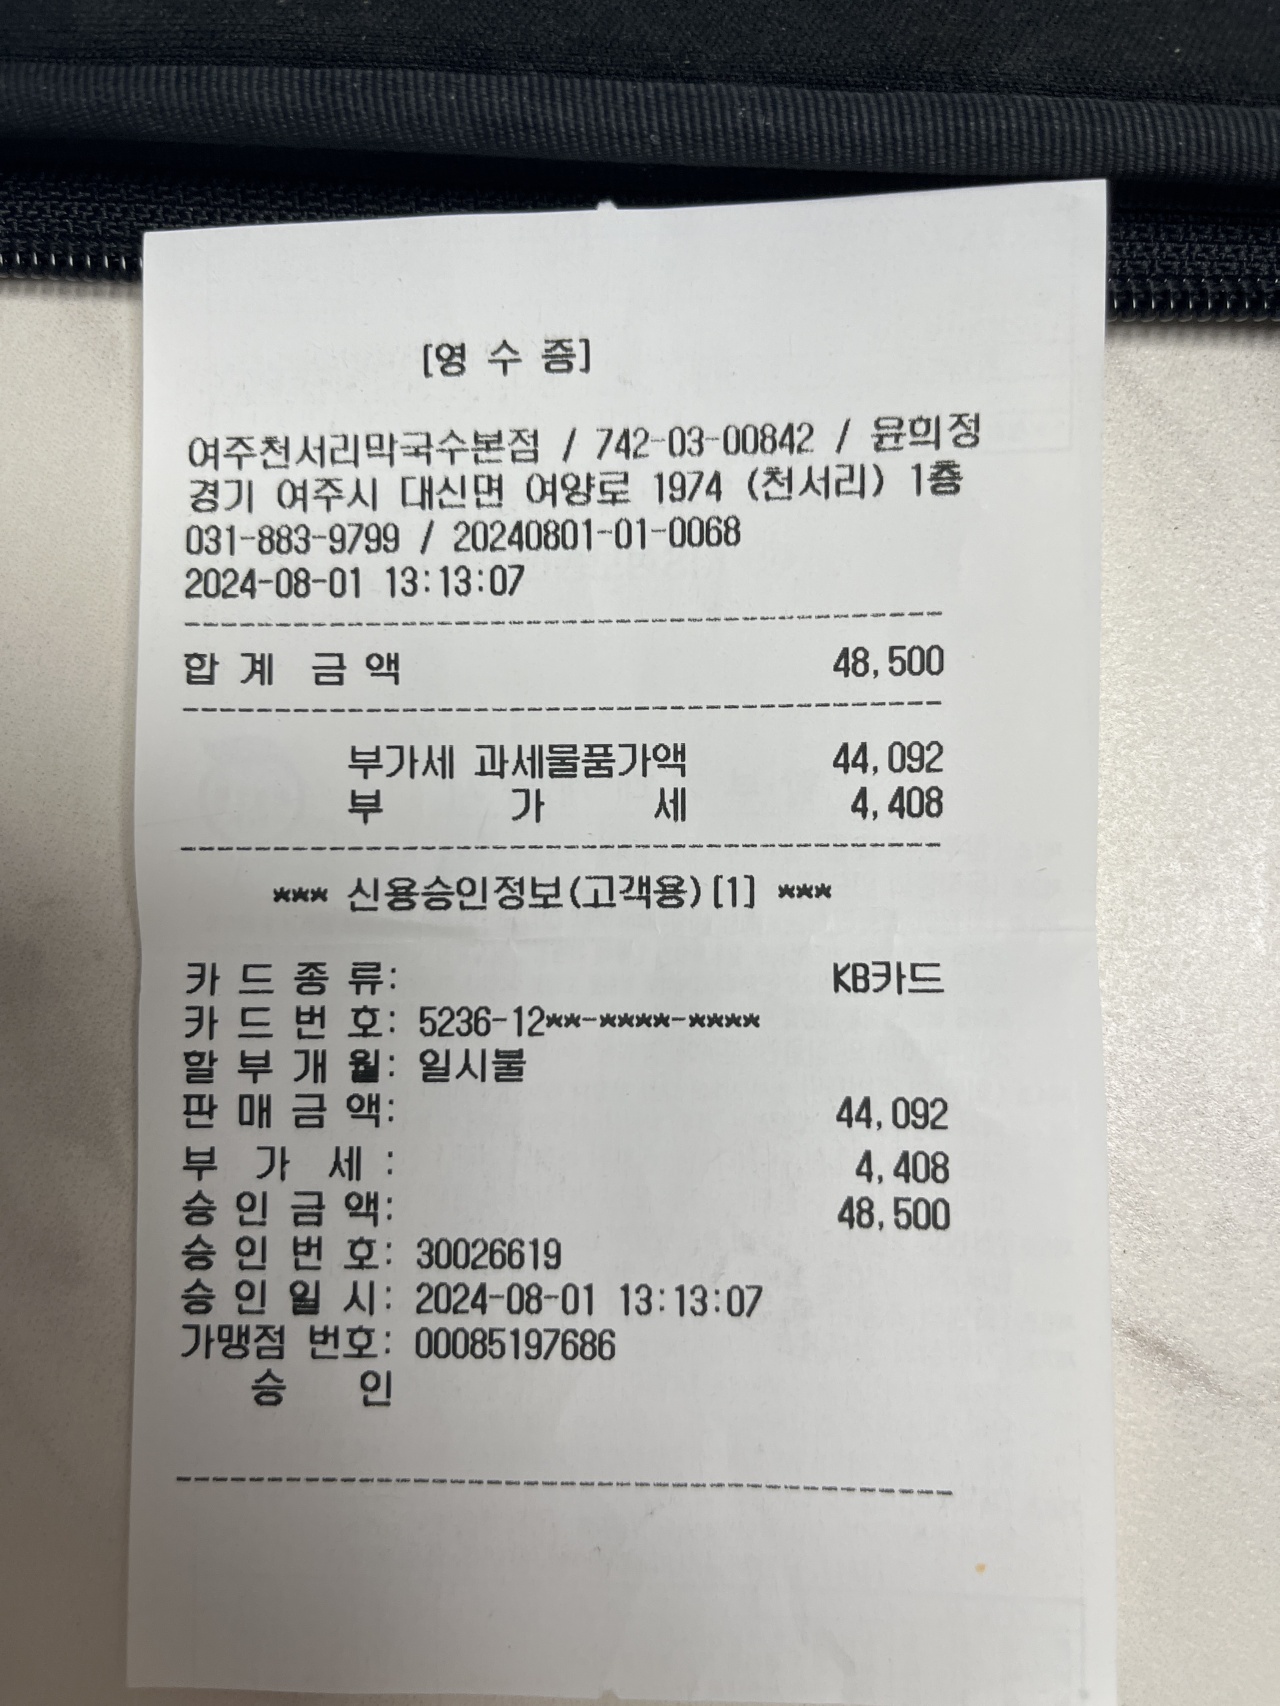 [영 수 증]
여주천서리막국수본점 / 742-03-00842 / 윤희정
경기 여주시 대신면 여양로 1974 (천서리) 1층
031-883-9799 / 20240801-01-0068
2024-08-01 13:13:07
합 계 금 액 48,500
부가세 과세물품가액 44,092
부 가 세 4,408
*** 신용승인정보(고객용)[1] ***
카 드 종 류: KB카드
카 드 번 호: 5236-12**-****-****
할 부 개 월: 일시불
판 매 금 액: 44,092
부 가 세 : 4,408
승 인 금 액: 48,500
승 인 번 호: 30026619
승 인 일 시: 2024-08-01 13:13:07
가맹점 번호: 00085197686
승 인